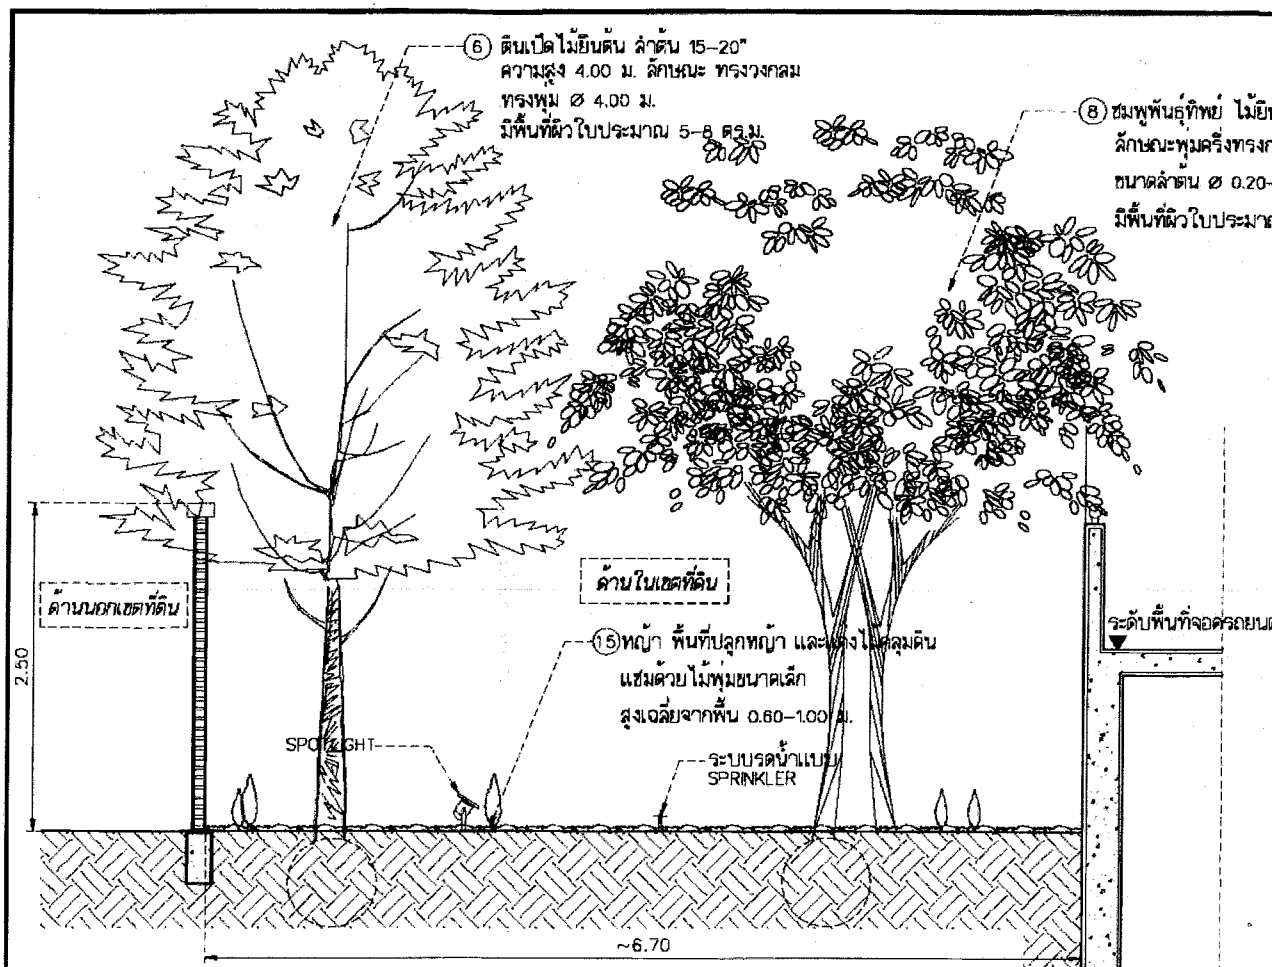 6 ตีนเป็ด ไม้ยืนต้น ลำต้น 15-20"
ความสูง 4.00 ม. ลักษณะ ทรงวงกลม
ทรงพุ่ม Ø 4.00 ม.
มีพื้นที่ผิวใบประมาณ 5-8 ตร.ม.
8 ชมพูพันธุ์ทิพย์ ไม้ยืน
ลักษณะพุ่มครึ่งทรงก
ขนาดลำต้น Ø 0.20-
มีพื้นที่ผิวใบประมาณ
2.50
ด้านนอกเขตที่ดิน
ด้านในเขตที่ดิน
ระดับพื้นที่จอดรถยนต
15 หญ้า พื้นที่ปลูกหญ้า และ ไม้คลุมดิน
แซมด้วยไม้พุ่มขนาดเล็ก
สูงเฉลี่ยจากพื้น 0.60-1.00 ม.
SPOTLIGHT
ระบบรดน้ำแบบ
SPRINKLER
~6.70